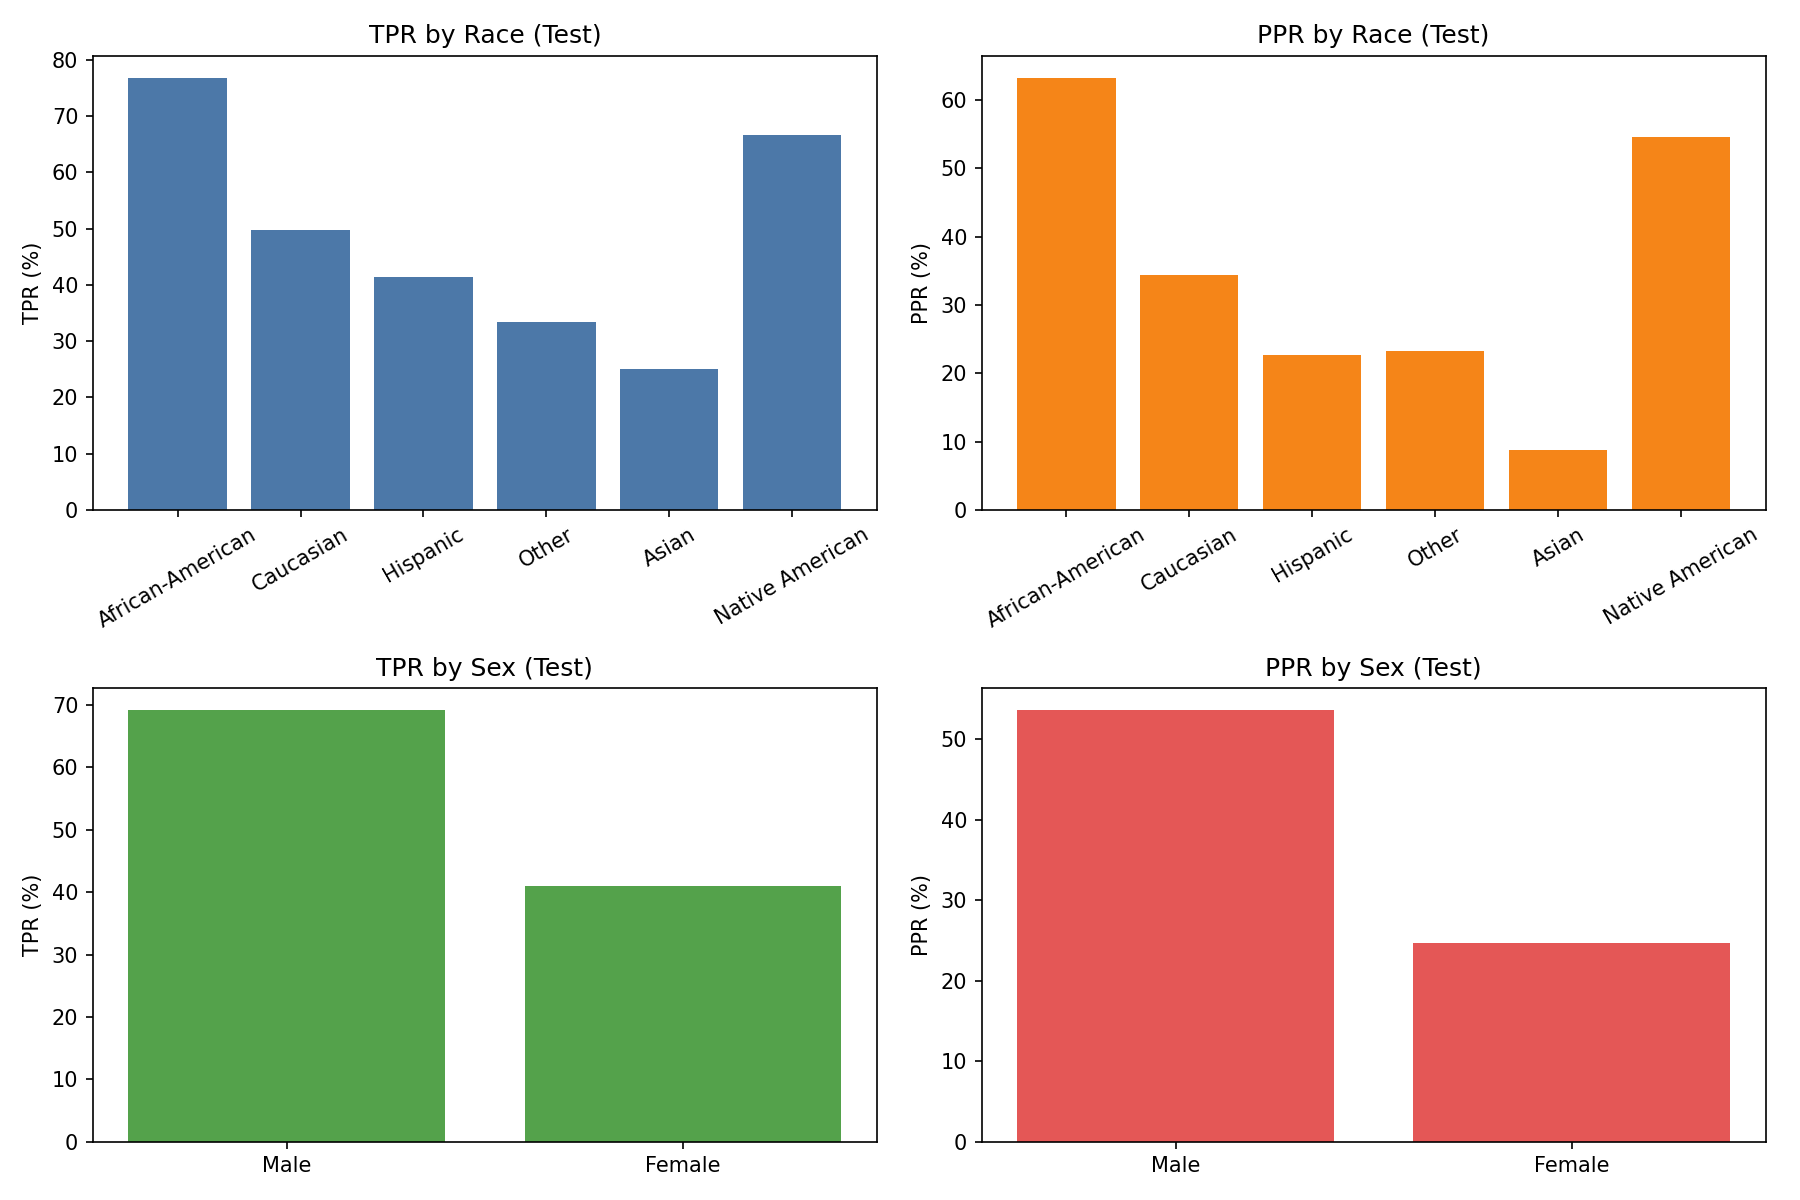 TPR by Race (Test)
TPR (%)
80
70
60
50
40
30
20
10
0
African-American
Caucasian
Hispanic
Other
Asian
Native American
PPR by Race (Test)
PPR (%)
60
50
40
30
20
10
0
African-American
Caucasian
Hispanic
Other
Asian
Native American
TPR by Sex (Test)
TPR (%)
70
60
50
40
30
20
10
0
Male
Female
PPR by Sex (Test)
PPR (%)
50
40
30
20
10
0
Male
Female